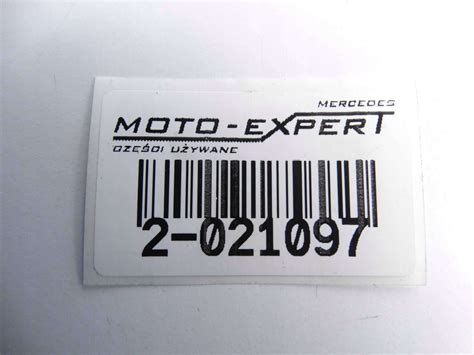 MERCEDES
MOTO-EXPERT
CZĘŚCI UŻYWANE
2-021097